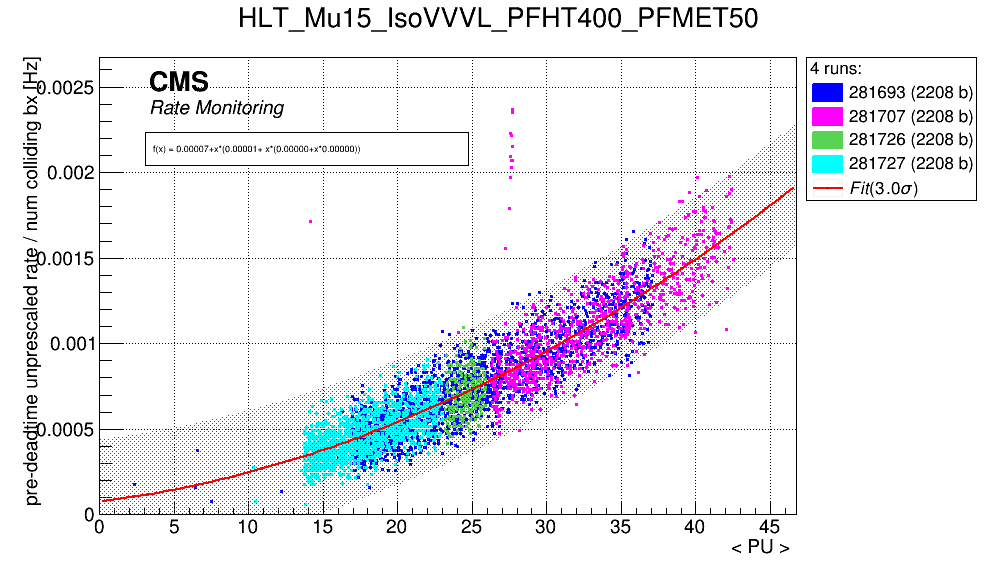 HLT_Mu15_IsoVVVL_PFHT400_PFMET50
pre-deadtime unprescaled rate / num colliding bx [Hz]
CMS
Rate Monitoring
f(x) = 0.00007+x*(0.00001+ x*(0.00000+x*0.00000))
0.0025
0.002
0.0015
0.001
0.0005
0
0 5 10 15 20 25 30 35 40 45
< PU >
4 runs:
281693 (2208 b)
281707 (2208 b)
281726 (2208 b)
281727 (2208 b)
Fit(3.0σ)